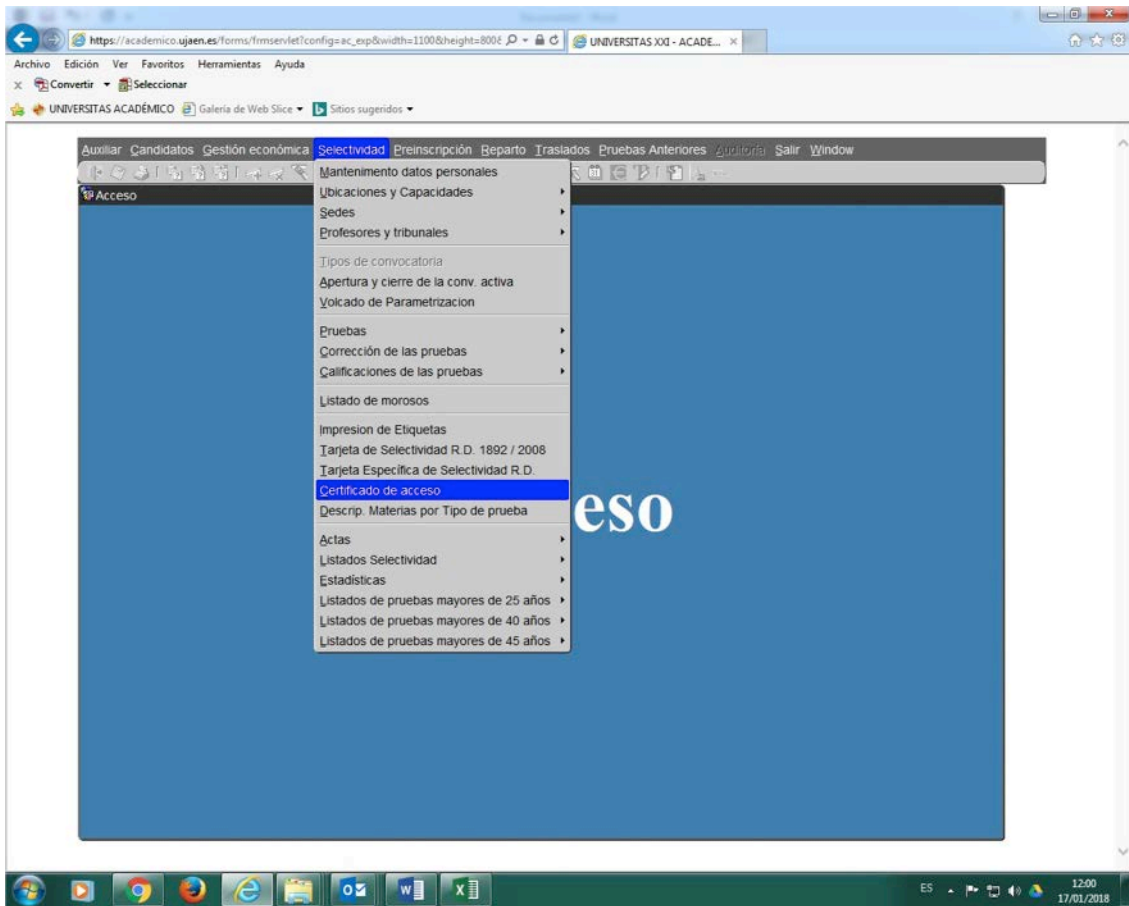 https://academico.ujaen.es/forms/frmservlet?config=ac_exp&width=1100&height=800& UNIVERSITAS XXI - ACADE...
Archivo Edición Ver Favoritos Herramientas Ayuda
x Convertir Seleccionar
UNIVERSITAS ACADÉMICO Galería de Web Slice Sitios sugeridos
Auxiliar Candidatos Gestión económica Selectividad Preinscripción Reparto Traslados Pruebas Anteriores Auditoría Salir Window
Acceso
Mantenimento datos personales
Ubicaciones y Capacidades
Sedes
Profesores y tribunales
Tipos de convocatoria
Apertura y cierre de la conv. activa
Volcado de Parametrizacion
Pruebas
Corrección de las pruebas
Calificaciones de las pruebas
Listado de morosos
Impresion de Etiquetas
Tarjeta de Selectividad R.D. 1892 / 2008
Tarjeta Específica de Selectividad R.D.
Certificado de acceso
Descrip. Materias por Tipo de prueba
eso
Actas
Listados Selectividad
Estadísticas
Listados de pruebas mayores de 25 años
Listados de pruebas mayores de 40 años
Listados de pruebas mayores de 45 años
ES 12:00
17/01/2018